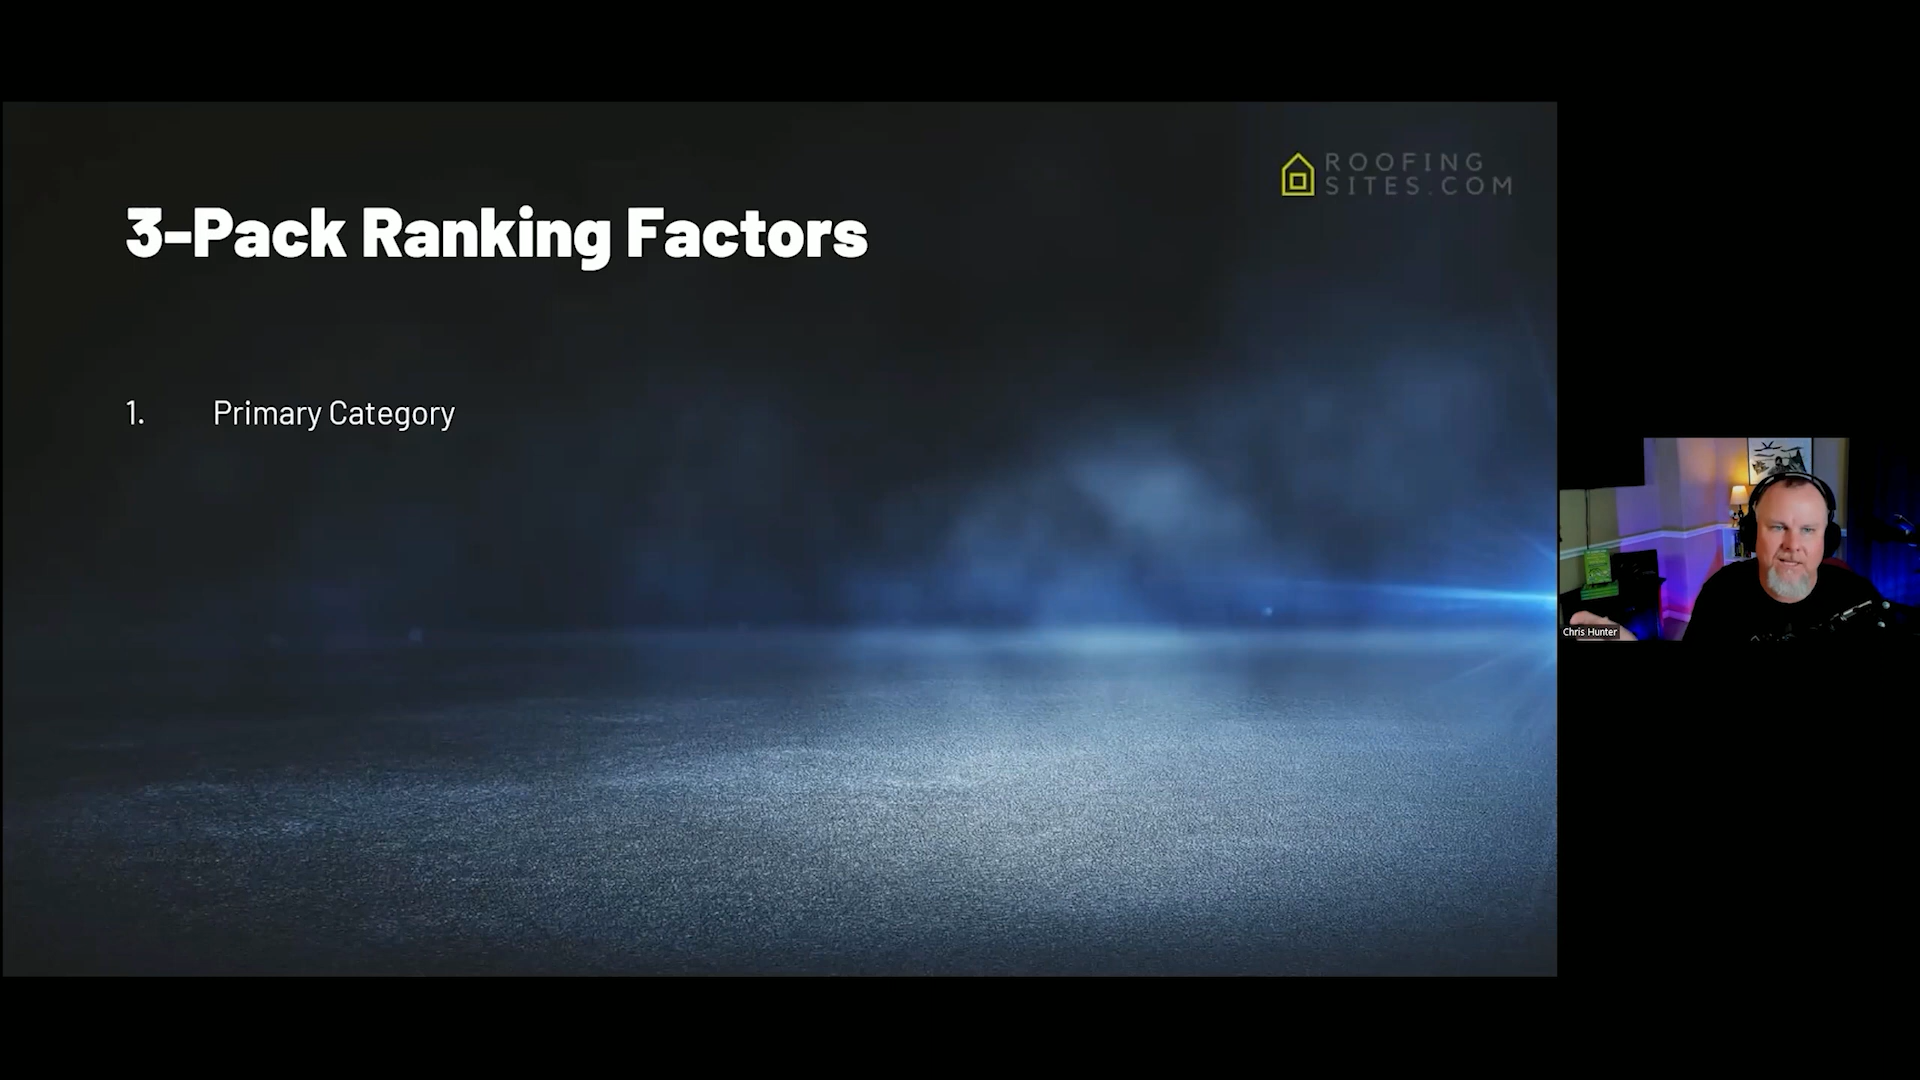 ROOFING
SITES.COM
3-Pack Ranking Factors
1. Primary Category
Chris Hunter